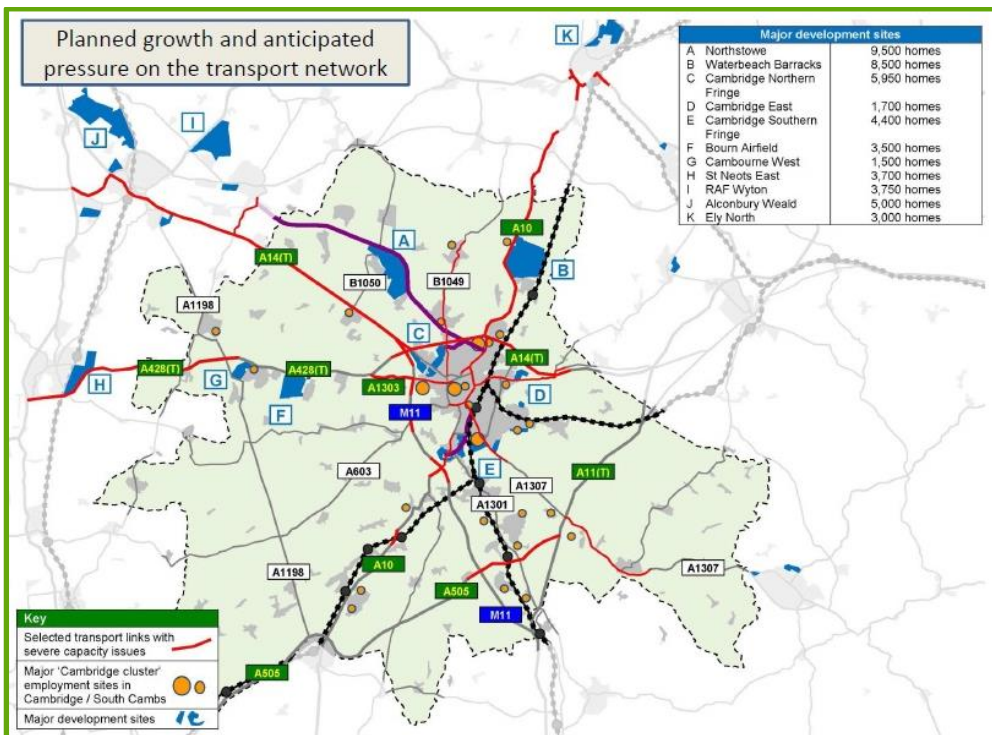 Planned growth and anticipated
pressure on the transport network
K
Major development sites
A Northstowe 9,500 homes
B Waterbeach Barracks 8,500 homes
C Cambridge Northern 5,950 homes
Fringe
D Cambridge East 1,700 homes
E Cambridge Southern 4,400 homes
Fringe
F Bourn Airfield 3,500 homes
G Cambourne West 1,500 homes
H St Neots East 3,700 homes
I RAF Wyton 3,750 homes
J Alconbury Weald 5,000 homes
K Ely North 3,000 homes
I
J
A10
A
A14(T)
B
B1050
B1049
A1198
C
A14(T)
A428(T)
G
A428(T)
H
A1303
D
F
M11
E
A603
A11(T)
A1307
A1301
A10
A1198
A1307
A505
M11
A505
Key
Selected transport links with
severe capacity issues
Major 'Cambridge cluster'
employment sites in
Cambridge / South Cambs
Major development sites